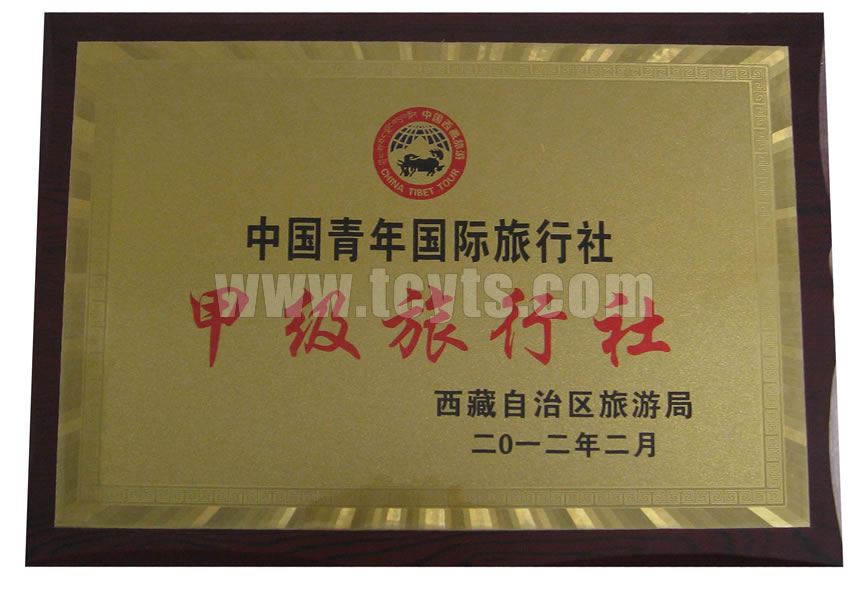 中国西藏旅游
CHINA TIBET TOUR
中国青年国际旅行社
www.tcyts.com
甲级旅行社
西藏自治区旅游局
二0一二年二月